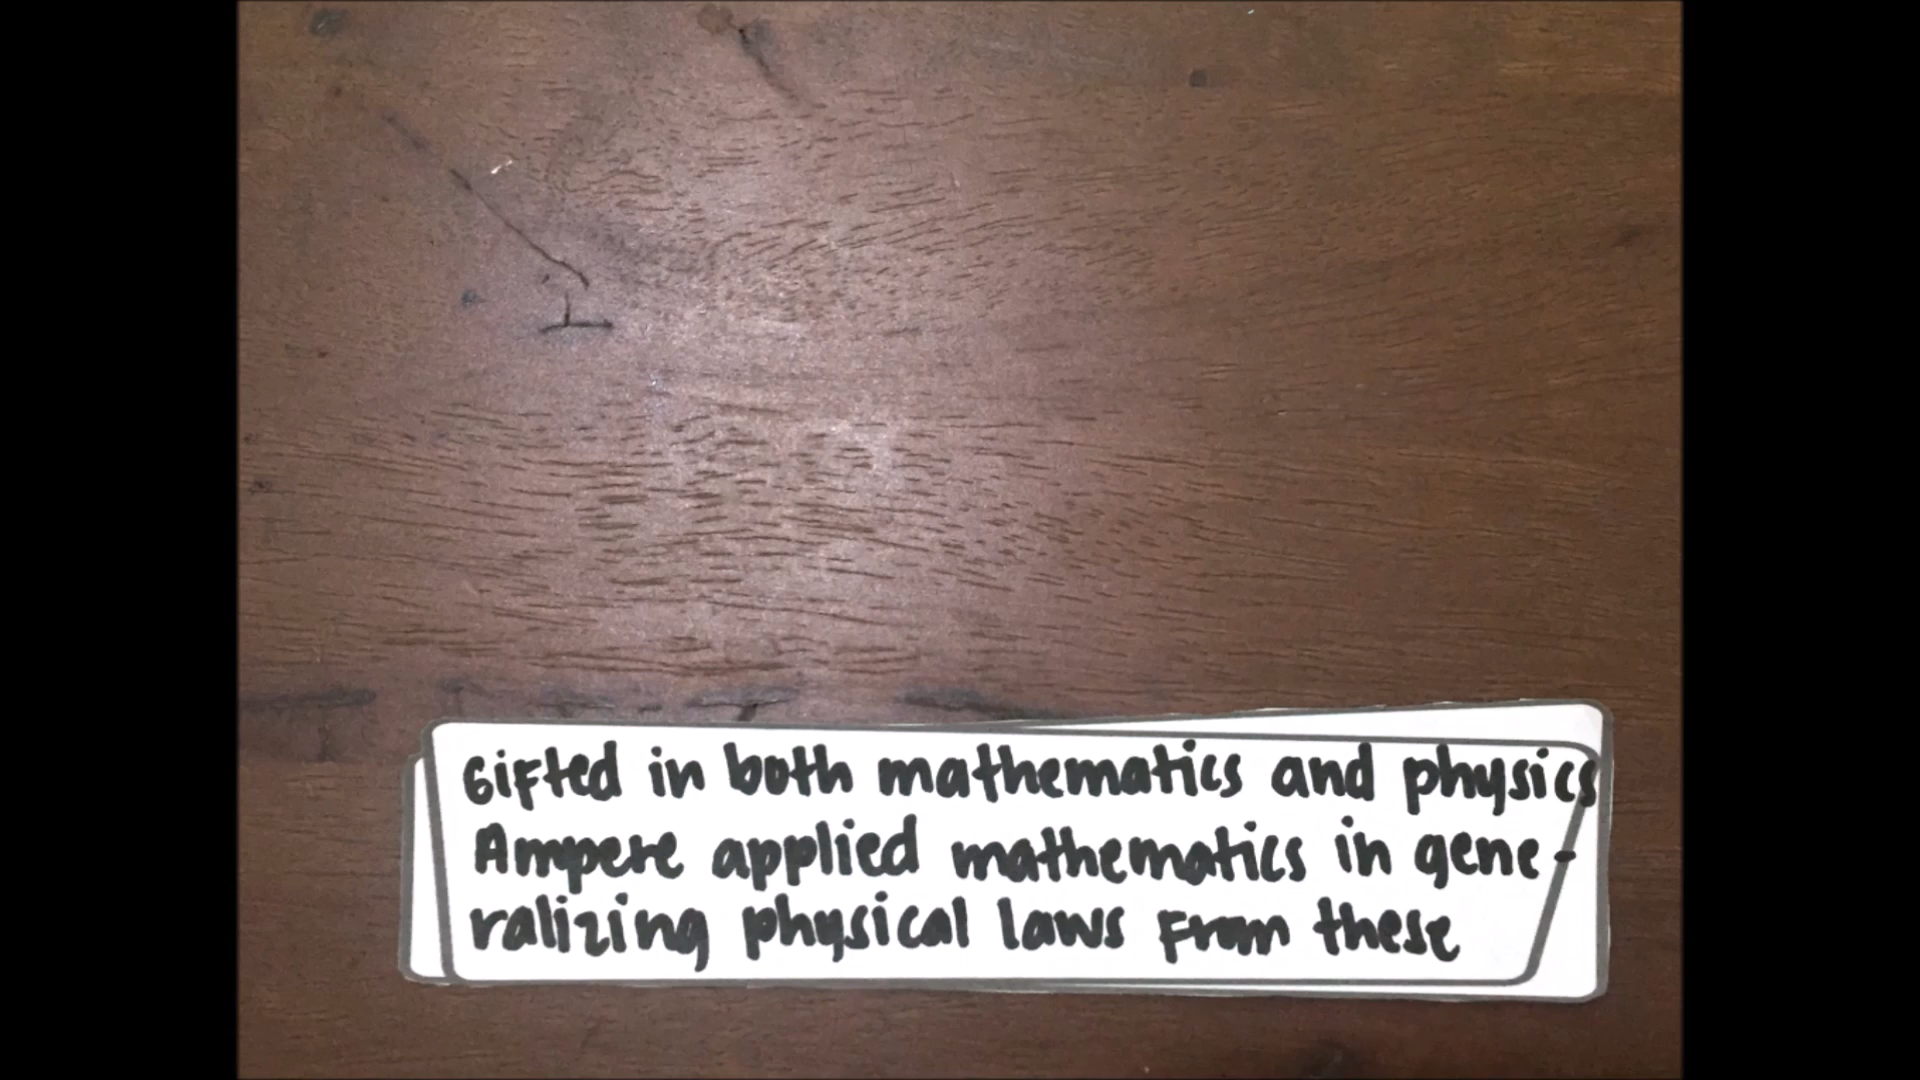 Gifted in both mathematics and physics
Ampere applied mathematics in gene-
ralizing physical laws from these